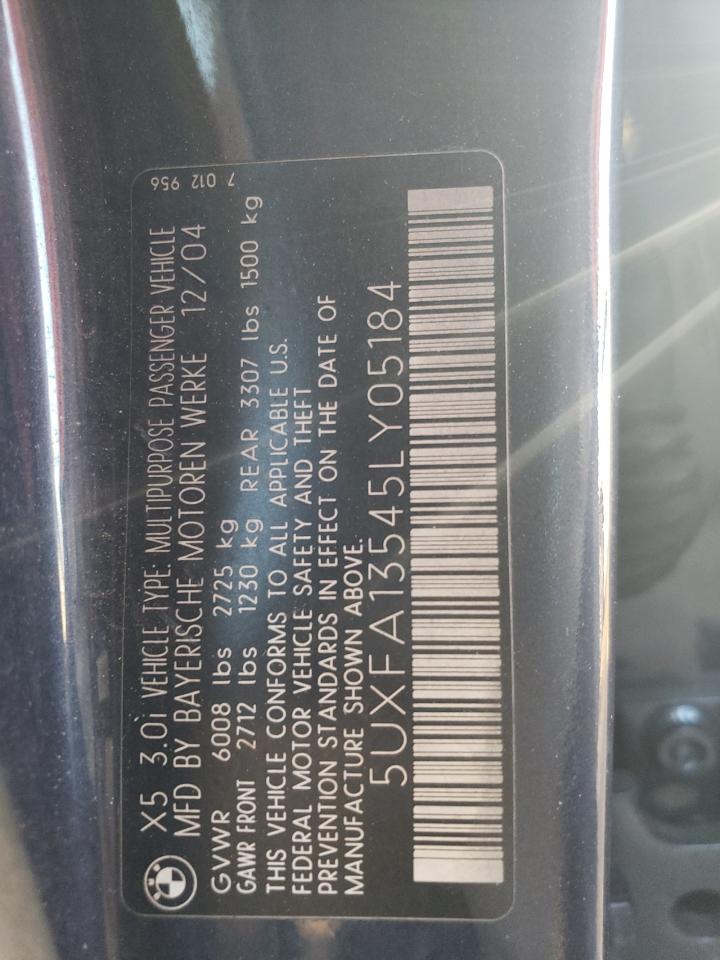 X5 3.0i VEHICLE TYPE: MULTIPURPOSE PASSENGER VEHICLE
MFD BY BAYERISCHE MOTOREN WERKE 12/04
GVWR 6008 lbs 2725 kg
GAWR FRONT 2712 lbs 1230 kg REAR 3307 lbs 1500 kg
THIS VEHICLE CONFORMS TO ALL APPLICABLE U.S.
FEDERAL MOTOR VEHICLE SAFETY AND THEFT
PREVENTION STANDARDS IN EFFECT ON THE DATE OF
MANUFACTURE SHOWN ABOVE.
5UXFA13545LY05184
7 012 956